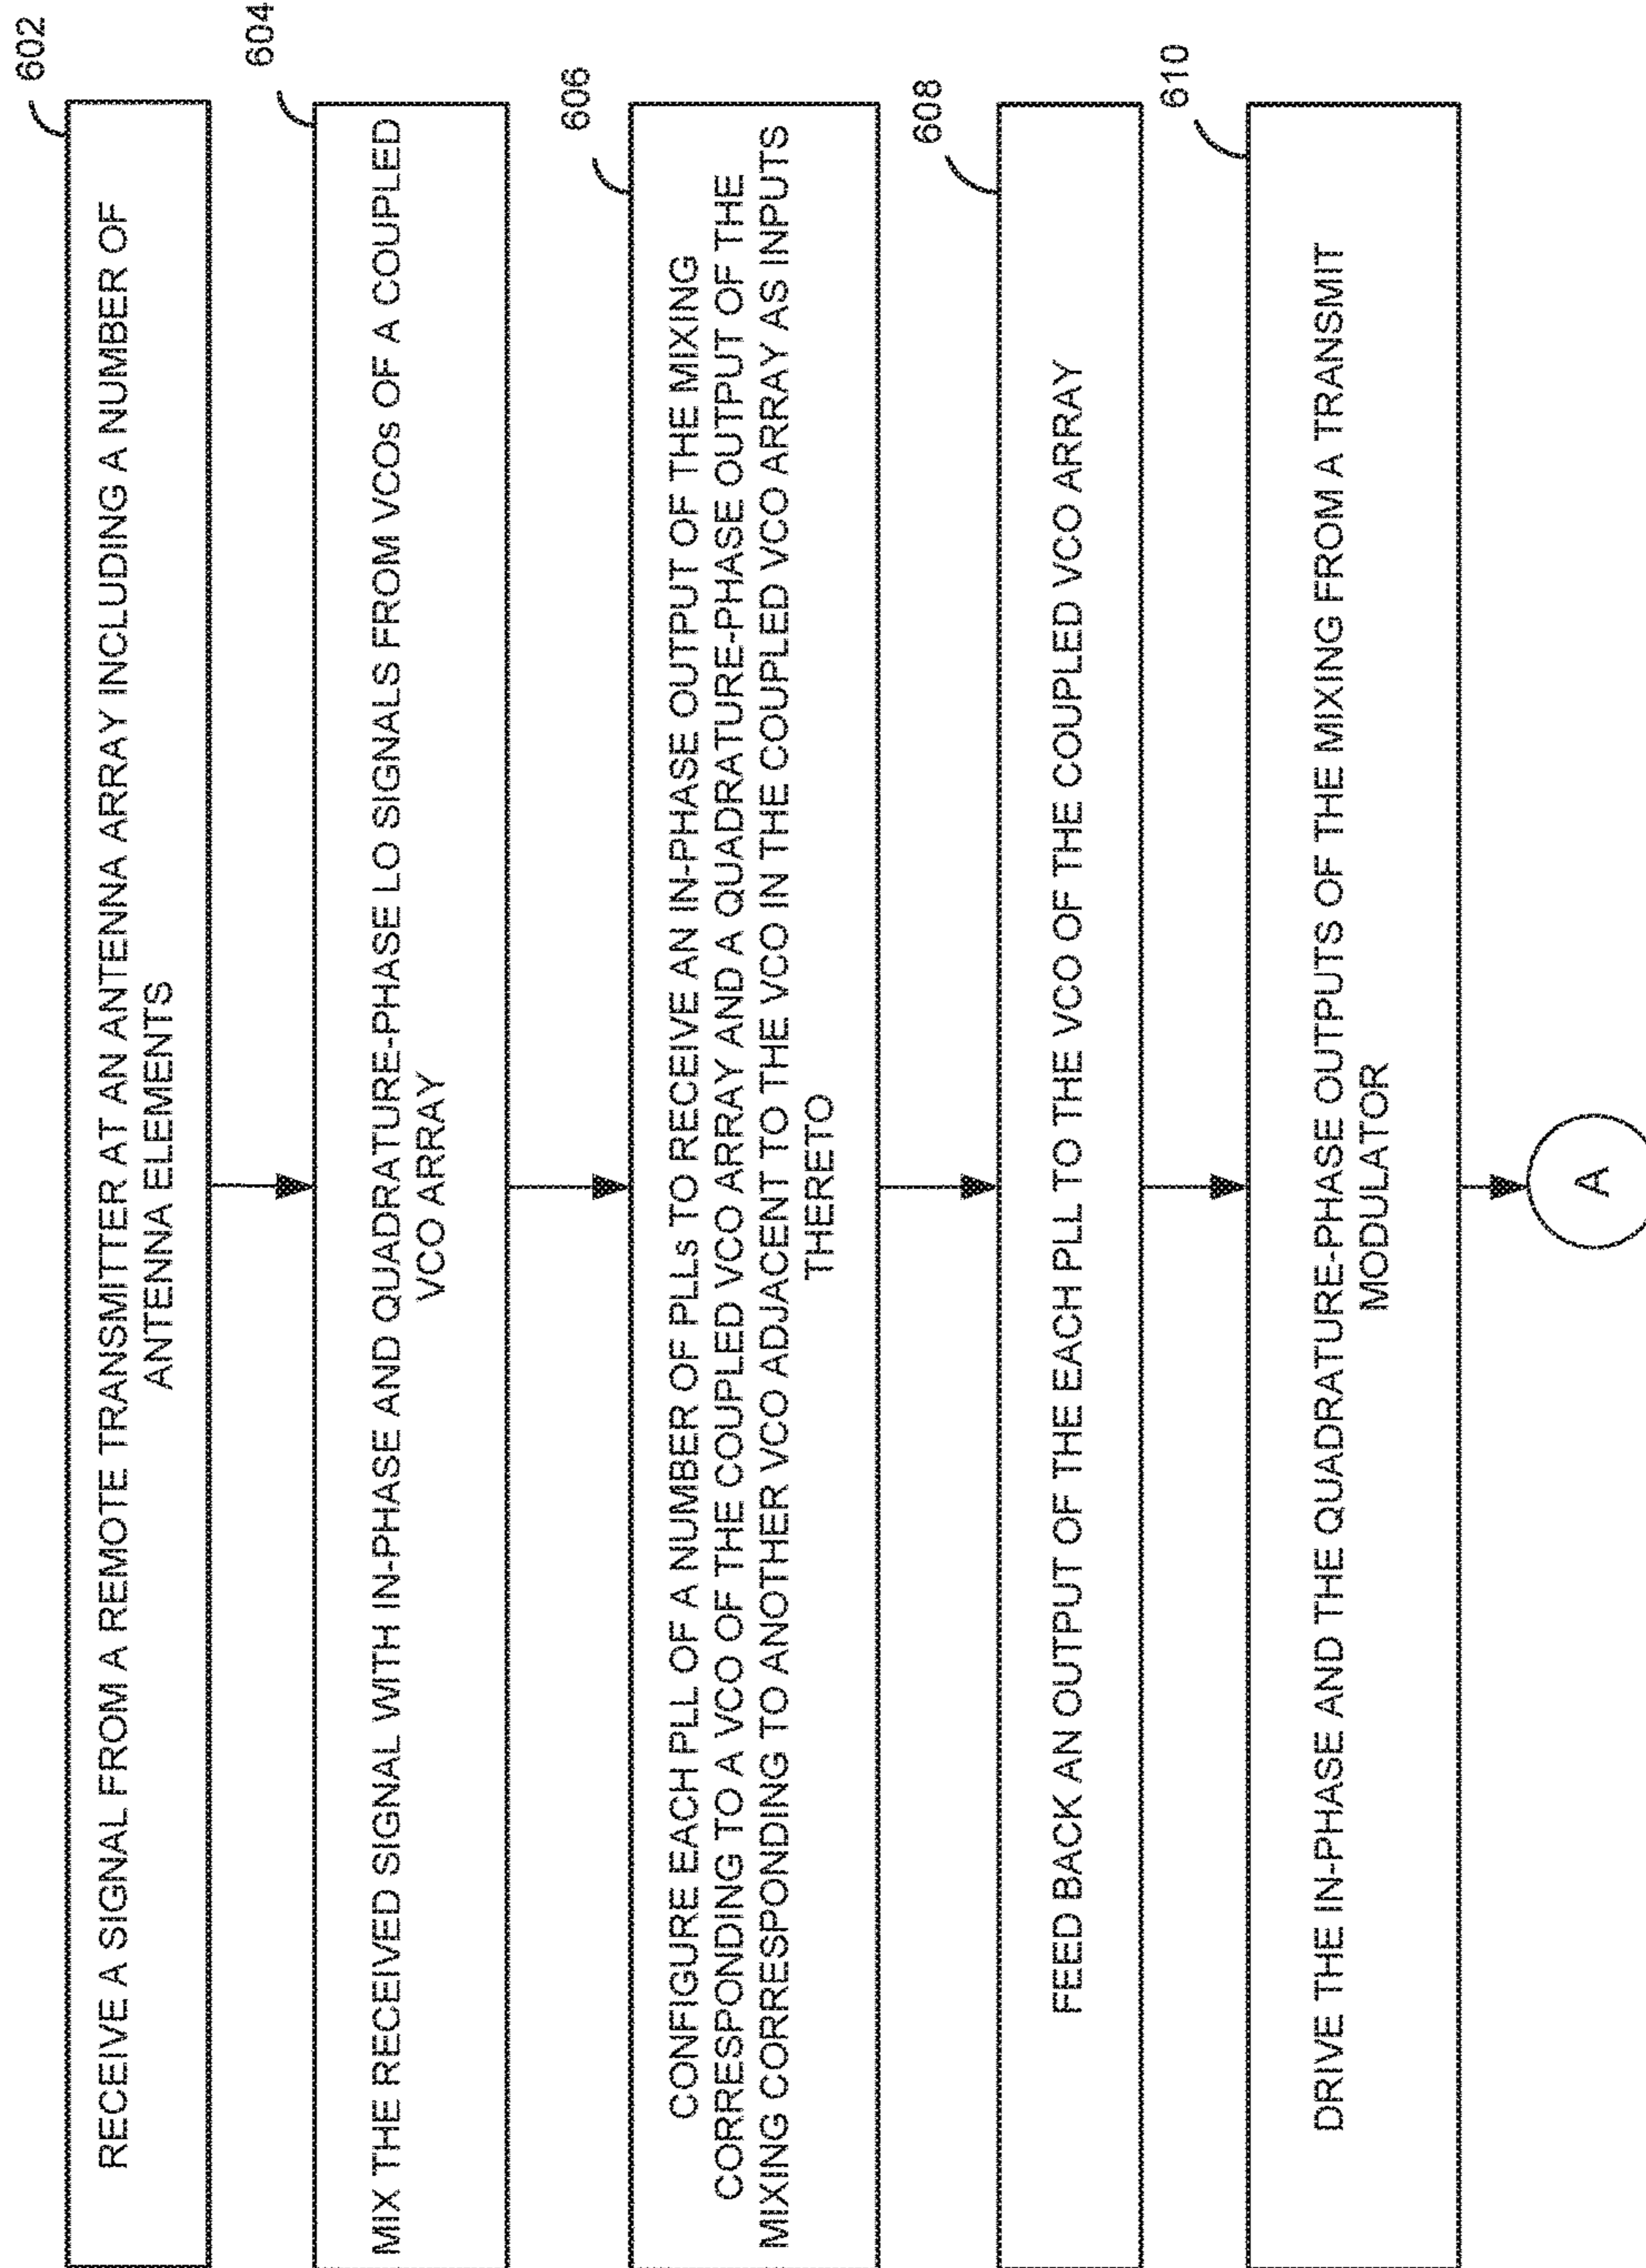 602
RECEIVE A SIGNAL FROM A REMOTE TRANSMITTER AT AN ANTENNA ARRAY INCLUDING A NUMBER OF
ANTENNA ELEMENTS
604
MIX THE RECEIVED SIGNAL WITH IN-PHASE AND QUADRATURE-PHASE LO SIGNALS FROM VCOs OF A COUPLED
VCO ARRAY
606
CONFIGURE EACH PLL OF A NUMBER OF PLLs TO RECEIVE AN IN-PHASE OUTPUT OF THE MIXING
CORRESPONDING TO A VCO OF THE COUPLED VCO ARRAY AND A QUADRATURE-PHASE OUTPUT OF THE
MIXING CORRESPONDING TO ANOTHER VCO ADJACENT TO THE VCO IN THE COUPLED VCO ARRAY AS INPUTS
THERETO
608
FEED BACK AN OUTPUT OF THE EACH PLL TO THE VCO OF THE COUPLED VCO ARRAY
610
DRIVE THE IN-PHASE AND THE QUADRATURE-PHASE OUTPUTS OF THE MIXING FROM A TRANSMIT
MODULATOR
A